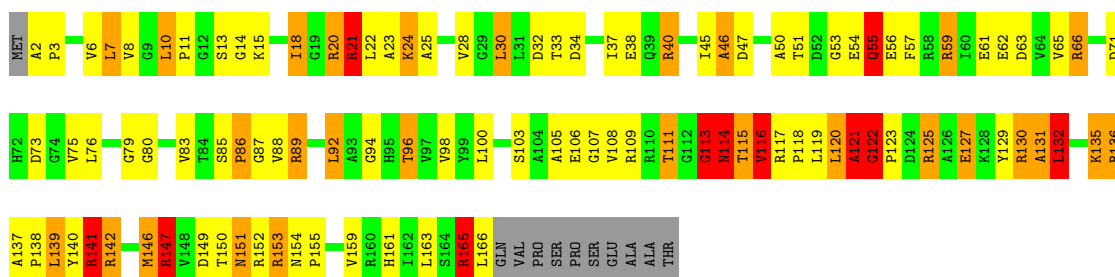 MET A2 P3 V6 L7 V8 G9 L10 P11 G12 S13 G14 K15 I18 G19 R20 R21 L22 A23 K24 A25 V28 G29 L30 L31 D32 T33 D34 I37 E38 Q39 R40 I45 A46 D47 A50 T51 D52 G53 E54 Q55 E56 F57 R58 R59 I60 E61 E62 D63 V64 V65 R66
H72 D73 G74 V75 L76 G79 G80 V83 T84 S85 P86 G87 V88 R89 L92 A93 G94 H95 T96 V97 V98 Y99 L100 S103 A104 A105 E106 G107 V108 R109 R110 T111 G112 G113 N114 T115 V116 R117 P118 L119 L120 A121 G122 P123 D124 R125 A126 E127 K128 Y129 R130 A131 L132 K135
A137 P138 L139 Y140 R141 R142 M146 R147 V148 D149 T150 N151 R152 R153 N154 P155 V159 R160 H161 I162 L163 S164 R165 L166 GLN VAL PRO SER PRO SER GLU ALA ALA THR